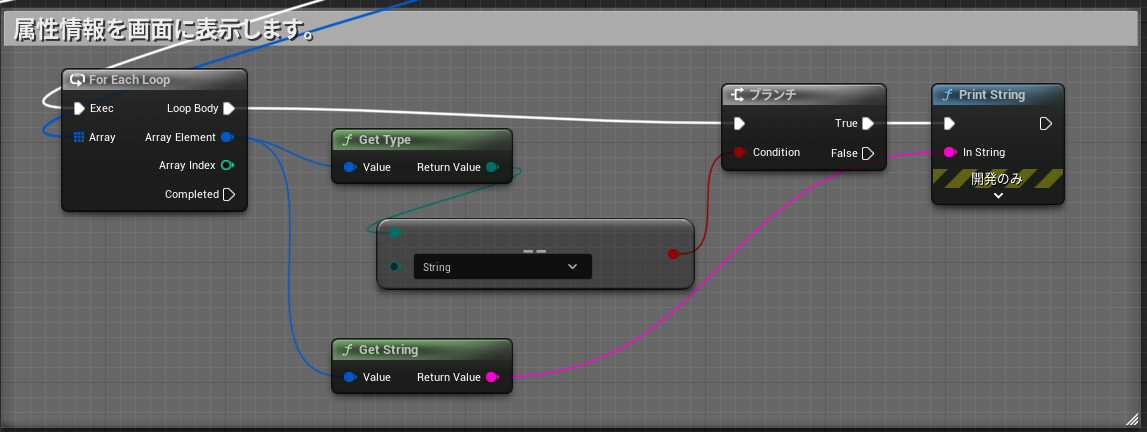 属性情報を画面に表示します。
For Each Loop
Exec
Loop Body
Array
Array Element
Array Index
Completed
f Get Type
Value
Return Value
==
String
f Get String
Value
Return Value
ブランチ
True
Condition
False
f Print String
In String
開発のみ